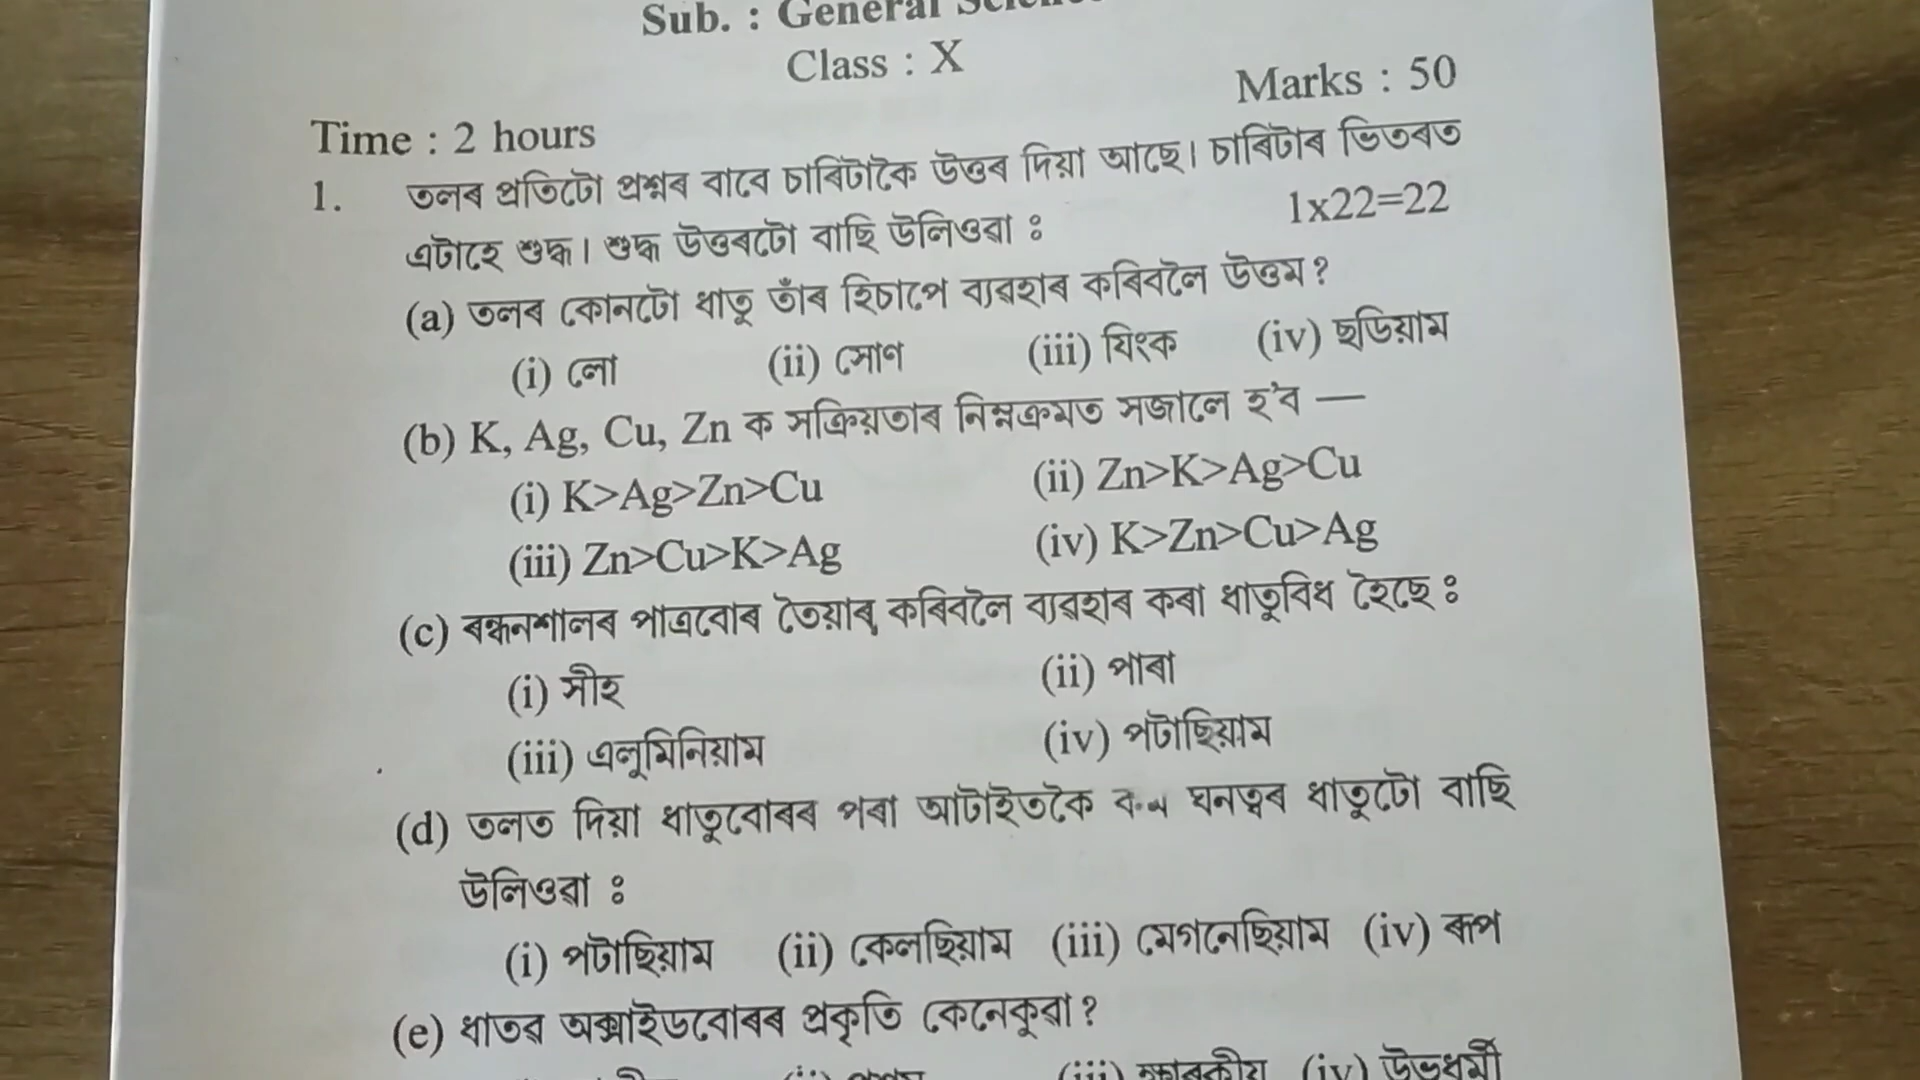 Sub. : General
Class : X
Marks : 50
Time : 2 hours
1. তলৰ প্ৰতিটো প্ৰশ্নৰ বাবে চাৰিটাকৈ উত্তৰ দিয়া আছে। চাৰিটাৰ ভিতৰত
এটাহে শুদ্ধ। শুদ্ধ উত্তৰটো বাছি উলিওৱা ঃ 1x22=22
(a) তলৰ কোনটো ধাতু তাঁৰ হিচাপে ব্যৱহাৰ কৰিবলৈ উত্তম?
(i) লো (ii) সোণ (iii) যিংক (iv) ছডিয়াম
(b) K, Ag, Cu, Zn ক সক্ৰিয়তাৰ নিম্নক্ৰমত সজালে হ'ব —
(i) K>Ag>Zn>Cu (ii) Zn>K>Ag>Cu
(iii) Zn>Cu>K>Ag (iv) K>Zn>Cu>Ag
(c) ৰন্ধনশালৰ পাত্ৰবোৰ তৈয়াৰ কৰিবলৈ ব্যৱহাৰ কৰা ধাতুবিধ হৈছে ঃ
(i) সীহ (ii) পাৰা
(iii) এলুমিনিয়াম (iv) পটাছিয়াম
(d) তলত দিয়া ধাতুবোৰৰ পৰা আটাইতকৈ ঘনত্বৰ ধাতুটো বাছি
উলিওৱা ঃ
(i) পটাছিয়াম (ii) কেলছিয়াম (iii) মেগনেছিয়াম (iv) ৰূপ
(e) ধাতৱ অক্সাইডবোৰৰ প্ৰকৃতি কেনেকুৱা?
(iii) ক্ষাৰকীয় (iv) উভধৰ্মী